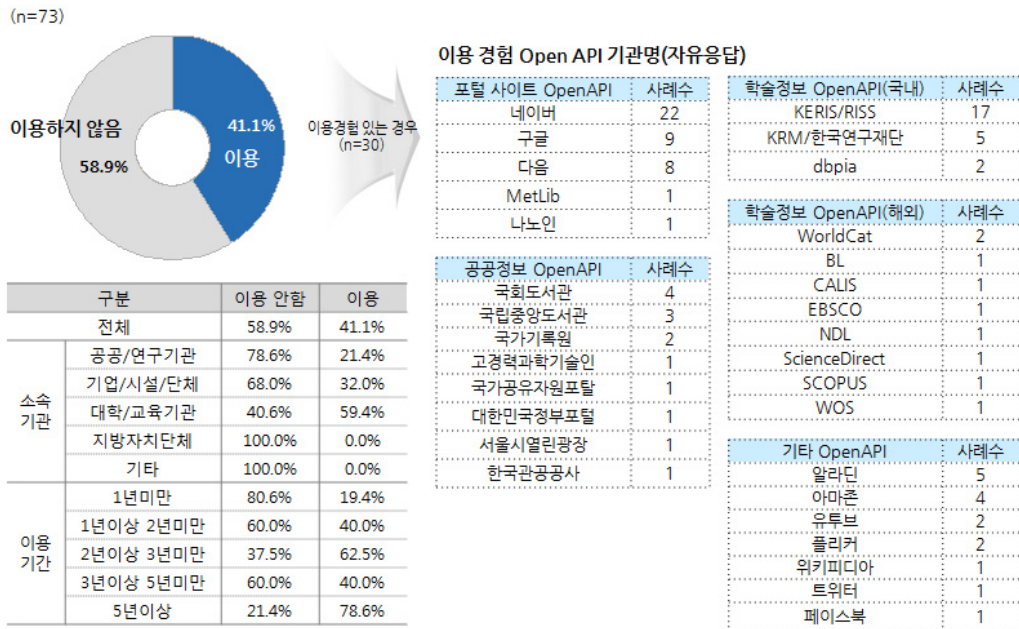 (n=73)
이용하지 않음
58.9%
41.1%
이용
이용경험 있는 경우
(n=30)
구분 이용 안함 이용
전체 58.9% 41.1%
소속
기관
공공/연구기관 78.6% 21.4%
기업/시설/단체 68.0% 32.0%
대학/교육기관 40.6% 59.4%
지방자치단체 100.0% 0.0%
기타 100.0% 0.0%
이용
기간
1년미만 80.6% 19.4%
1년이상 2년미만 60.0% 40.0%
2년이상 3년미만 37.5% 62.5%
3년이상 5년미만 60.0% 40.0%
5년이상 21.4% 78.6%
이용 경험 Open API 기관명(자유응답)
포털 사이트 OpenAPI 사례수
네이버 22
구글 9
다음 8
MetLib 1
나노인 1
공공정보 OpenAPI 사례수
국회도서관 4
국립중앙도서관 3
국가기록원 2
고경력과학기술인 1
국가공유자원포탈 1
대한민국정부포털 1
서울시열린광장 1
한국관공공사 1
학술정보 OpenAPI(국내) 사례수
KERIS/RISS 17
KRM/한국연구재단 5
dbpia 2
학술정보 OpenAPI(해외) 사례수
WorldCat 2
BL 1
CALIS 1
EBSCO 1
NDL 1
ScienceDirect 1
SCOPUS 1
WOS 1
기타 OpenAPI 사례수
알라딘 5
아마존 4
유투브 2
플리커 2
위키피디아 1
트위터 1
페이스북 1